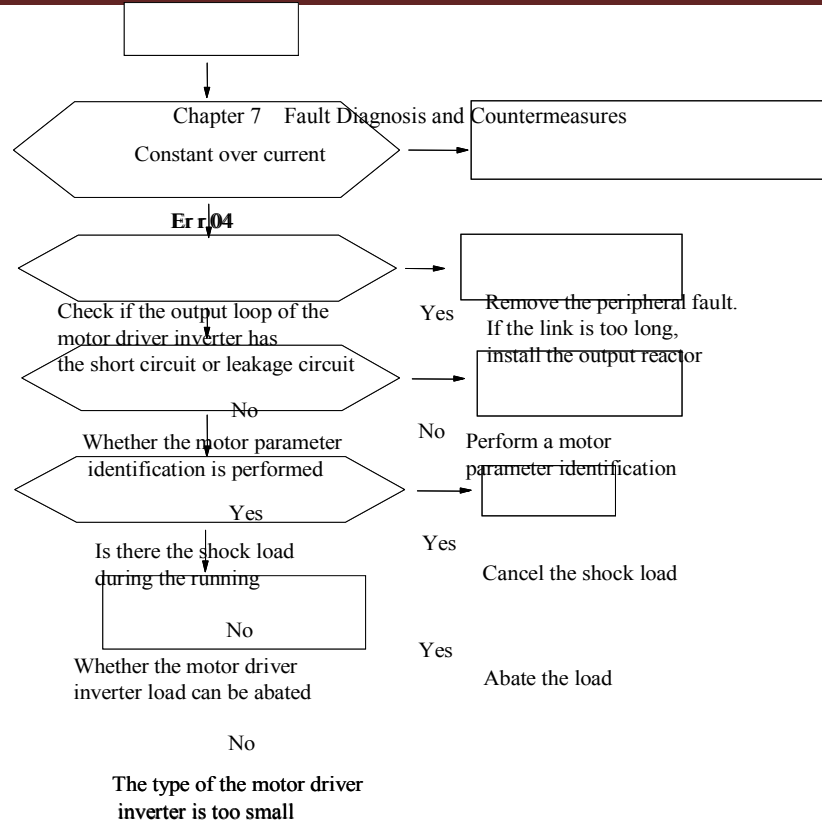 Chapter 7 Fault Diagnosis and Countermeasures
Constant over current
Err.04
Check if the output loop of the
motor driver inverter has
the short circuit or leakage circuit
Yes
Remove the peripheral fault.
If the link is too long,
install the output reactor
No
Whether the motor parameter
identification is performed
No
Perform a motor
parameter identification
Yes
Is there the shock load
during the running
Yes
Cancel the shock load
No
Whether the motor driver
inverter load can be abated
Yes
Abate the load
No
The type of the motor driver
inverter is too small